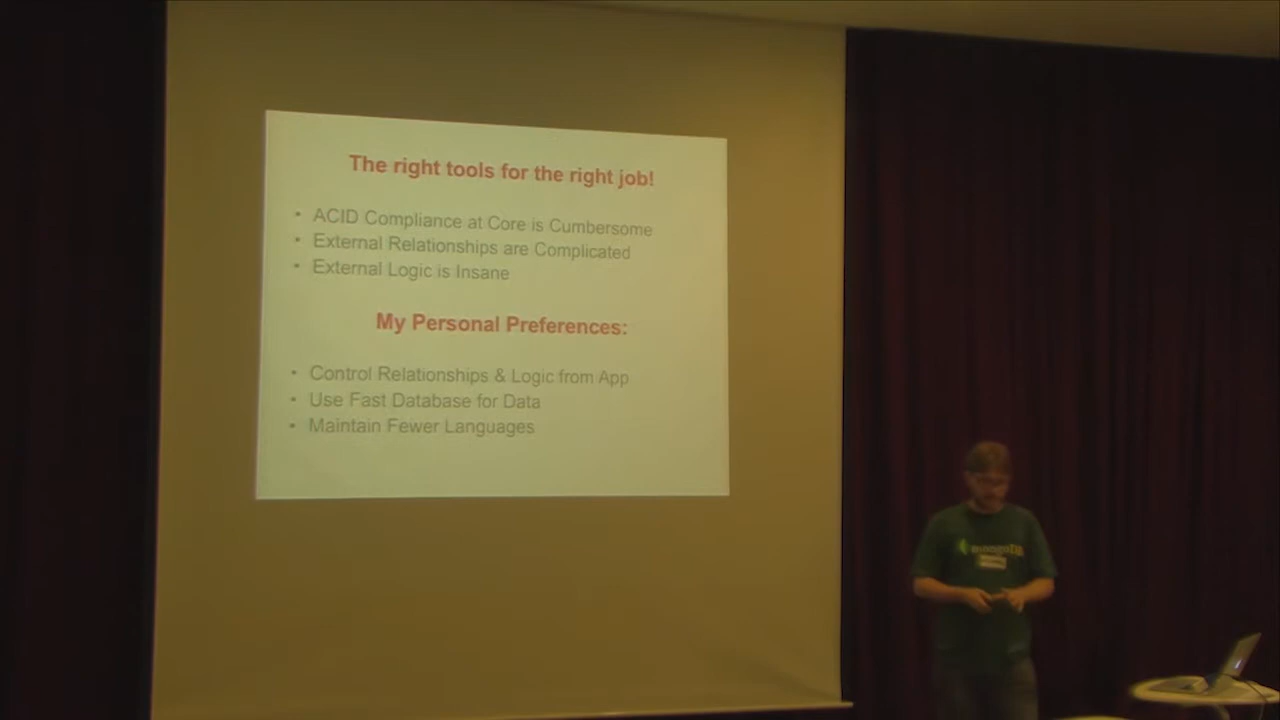 The right tools for the right job!
• ACID Compliance at Core is Cumbersome
• External Relationships are Complicated
• External Logic is Insane
My Personal Preferences:
• Control Relationships & Logic from App
• Use Fast Database for Data
• Maintain Fewer Languages
mongoDB